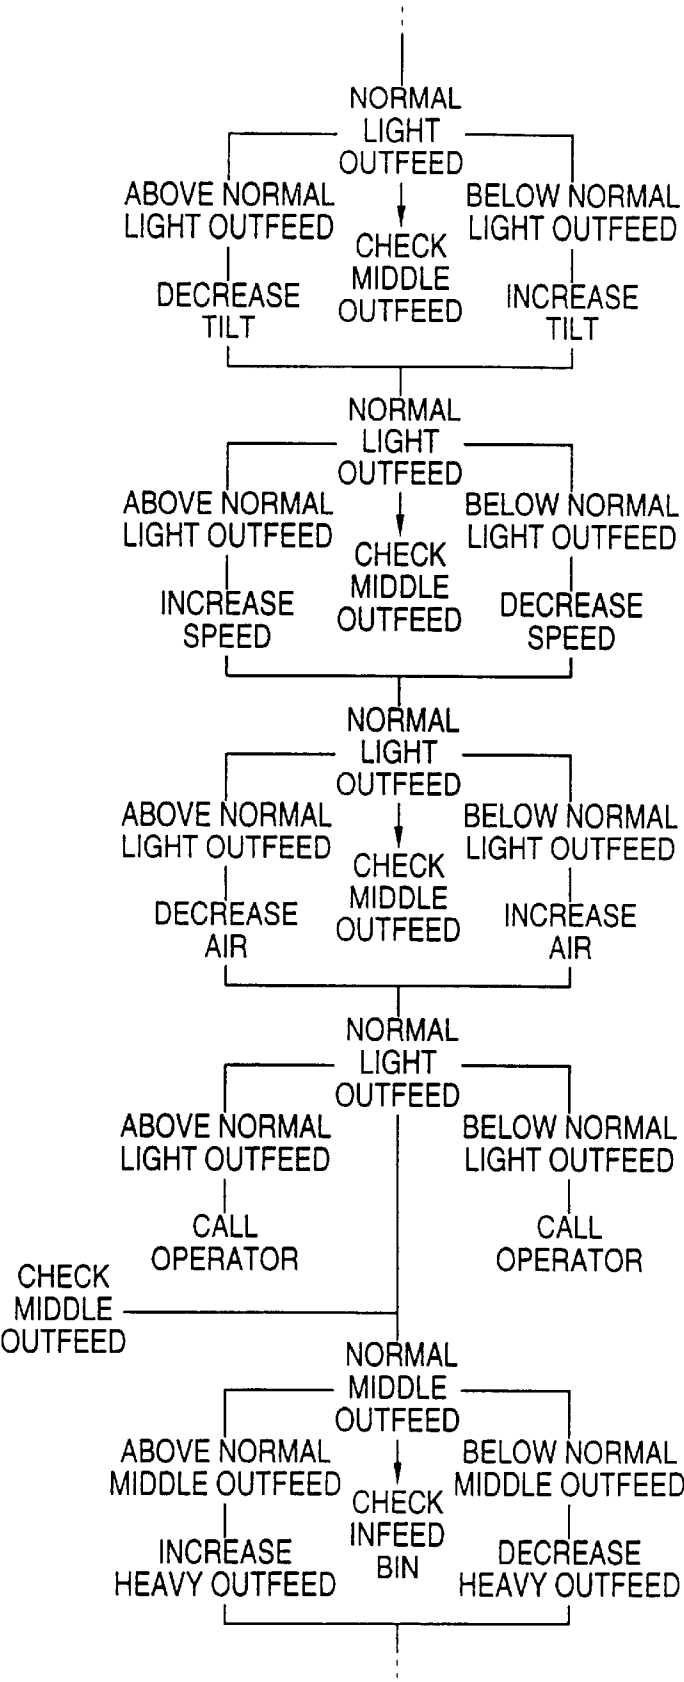 NORMAL
LIGHT
OUTFEED
ABOVE NORMAL
LIGHT OUTFEED
DECREASE
TILT
CHECK
MIDDLE
OUTFEED
BELOW NORMAL
LIGHT OUTFEED
INCREASE
TILT
NORMAL
LIGHT
OUTFEED
ABOVE NORMAL
LIGHT OUTFEED
INCREASE
SPEED
CHECK
MIDDLE
OUTFEED
BELOW NORMAL
LIGHT OUTFEED
DECREASE
SPEED
NORMAL
LIGHT
OUTFEED
ABOVE NORMAL
LIGHT OUTFEED
DECREASE
AIR
CHECK
MIDDLE
OUTFEED
BELOW NORMAL
LIGHT OUTFEED
INCREASE
AIR
NORMAL
LIGHT
OUTFEED
ABOVE NORMAL
LIGHT OUTFEED
CALL
OPERATOR
BELOW NORMAL
LIGHT OUTFEED
CALL
OPERATOR
CHECK
MIDDLE
OUTFEED
NORMAL
MIDDLE
OUTFEED
ABOVE NORMAL
MIDDLE OUTFEED
INCREASE
HEAVY OUTFEED
CHECK
INFEED
BIN
BELOW NORMAL
MIDDLE OUTFEED
DECREASE
HEAVY OUTFEED